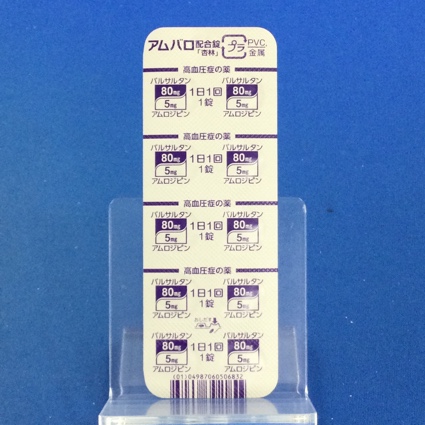 アムバロ配合錠 プラ PVC,
「杏林」 金属
高血圧症の薬
バルサルタン バルサルタン
80mg 1日1回 80mg
5mg 1錠 5mg
アムロジピン アムロジピン
高血圧症の薬
バルサルタン バルサルタン
80mg 1日1回 80mg
5mg 1錠 5mg
アムロジピン アムロジピン
高血圧症の薬
バルサルタン バルサルタン
80mg 1日1回 80mg
5mg 1錠 5mg
アムロジピン アムロジピン
高血圧症の薬
バルサルタン バルサルタン
80mg 1日1回 80mg
5mg 1錠 5mg
アムロジピン アムロジピン
バルサルタン バルサルタン
80mg 1日1回 80mg
5mg 1錠 5mg
アムロジピン アムロジピン
(01)04987060506832